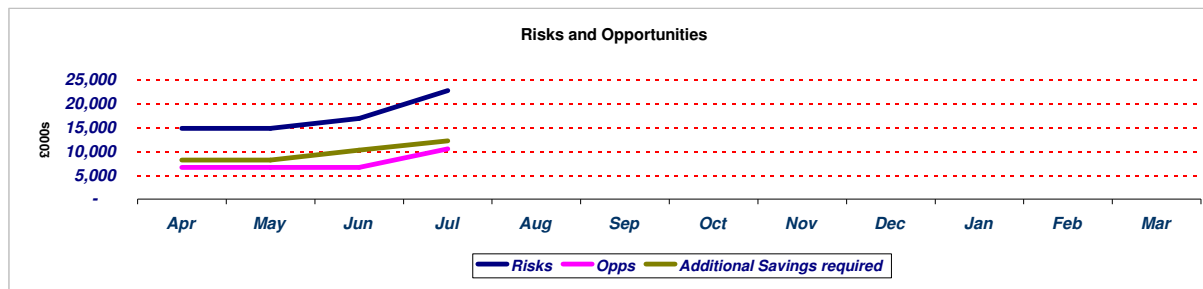 Risks and Opportunities
£000s
25,000
20,000
15,000
10,000
5,000
-
Apr May Jun Jul Aug Sep Oct Nov Dec Jan Feb Mar
Risks Opps Additional Savings required